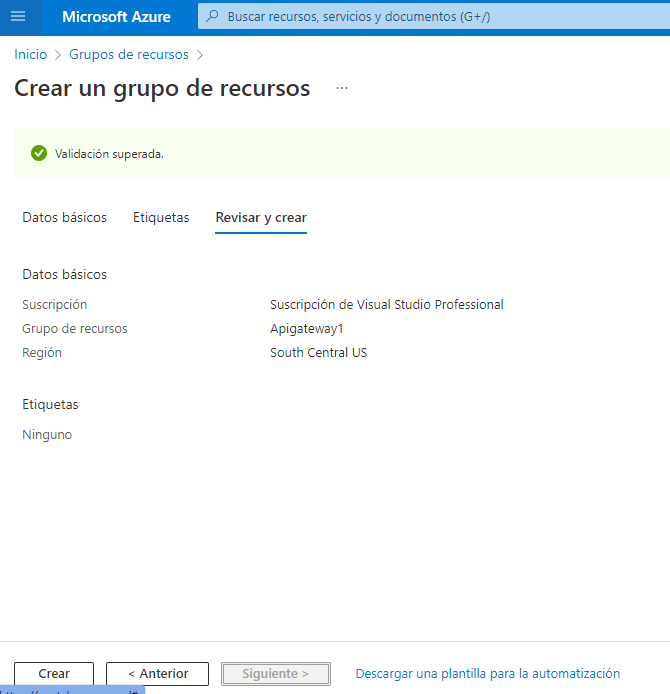 Microsoft Azure
Buscar recursos, servicios y documentos (G+/)
Inicio > Grupos de recursos >
Crear un grupo de recursos ...
Validación superada.
Datos básicos Etiquetas Revisar y crear
Datos básicos
Suscripción Suscripción de Visual Studio Professional
Grupo de recursos Apigateway1
Región South Central US
Etiquetas
Ninguno
Crear < Anterior Siguiente > Descargar una plantilla para la automatización